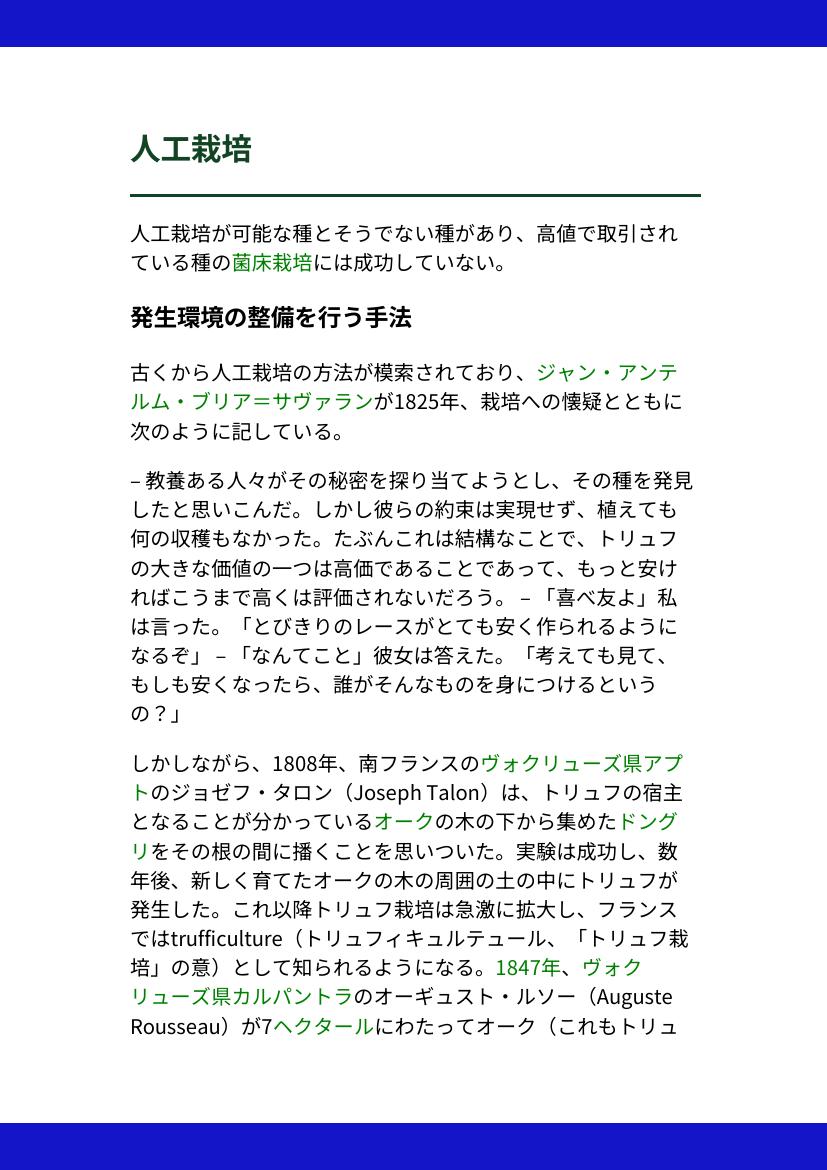 人工栽培
人工栽培が可能な種とそうでない種があり、高値で取引され
ている種の菌床栽培には成功していない。
発生環境の整備を行う手法
古くから人工栽培の方法が模索されており、ジャン・アンテ
ルム・ブリア＝サヴァランが1825年、栽培への懐疑とともに
次のように記している。
– 教養ある人々がその秘密を探り当てようとし、その種を発見
したと思いこんだ。しかし彼らの約束は実現せず、植えても
何の収穫もなかった。たぶんこれは結構なことで、トリュフ
の大きな価値の一つは高価であることであって、もっと安け
ればこうまで高くは評価されないだろう。 – 「喜べ友よ」私
は言った。「とびきりのレースがとても安く作られるように
なるぞ」 – 「なんてこと」彼女は答えた。「考えても見て、
もしも安くなったら、誰がそんなものを身につけるという
の？」
しかしながら、1808年、南フランスのヴォクリューズ県アプ
トのジョゼフ・タロン（Joseph Talon）は、トリュフの宿主
となることが分かっているオークの木の下から集めたドング
リをその根の間に播くことを思いついた。実験は成功し、数
年後、新しく育てたオークの木の周囲の土の中にトリュフが
発生した。これ以降トリュフ栽培は急激に拡大し、フランス
ではtrufficulture（トリュフィキュルテュール、「トリュフ栽
培」の意）として知られるようになる。1847年、ヴォク
リューズ県カルパントラのオーギュスト・ルソー（Auguste
Rousseau）が7ヘクタールにわたってオーク（これもトリュ